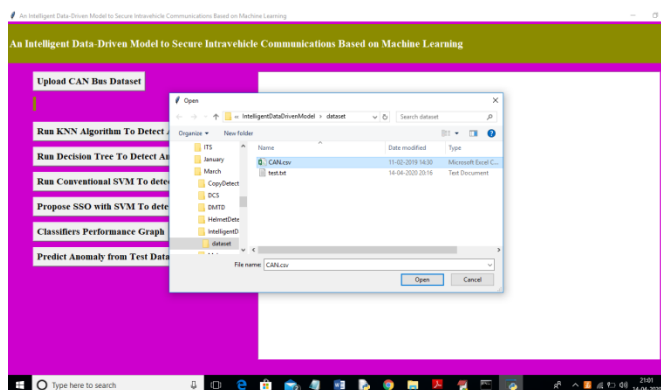 An Intelligent Data-Driven Model to Secure Intravehicle Communications Based on Machine Learning
An Intelligent Data-Driven Model to Secure Intravehicle Communications Based on Machine Learning
Upload CAN Bus Dataset
Open
« IntelligentDataDrivenModel › dataset
Search dataset
Organize
New folder
ITS
January
March
CopyDetect
DCS
DMTD
HelmetDete
IntelligentD
dataset
Name
Date modified
Type
CAN.csv
11-02-2019 14:30
Microsoft Excel C...
test.txt
14-04-2020 20:16
Text Document
File name:
CAN.csv
Open
Cancel
Run KNN Algorithm To Detect
Run Decision Tree To Detect An
Run Conventional SVM To dete
Propose SSO with SVM To dete
Classifiers Performance Graph
Predict Anomaly from Test Data
Type here to search
21:01
14-04-2020